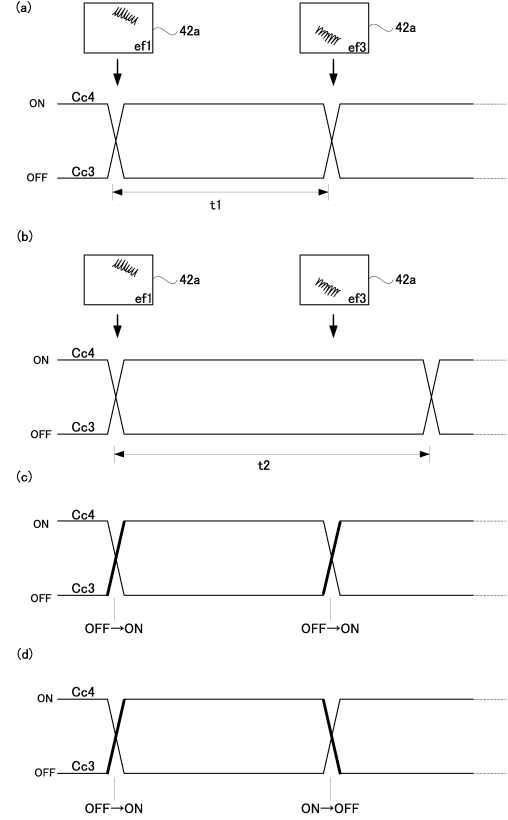 (a)
42a 42a
ef1 ef3
ON Cc4
OFF Cc3
t1
(b)
42a 42a
ef1 ef3
ON Cc4
OFF Cc3
t2
(c)
ON Cc4
OFF Cc3
OFF→ON OFF→ON
(d)
ON Cc4
OFF Cc3
OFF→ON ON→OFF